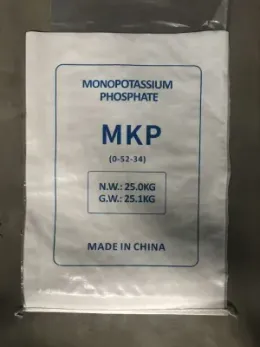 MONOPOTASSIUM
PHOSPHATE
MKP
(0-52-34)
N.W.: 25.0KG
G.W.: 25.1KG
MADE IN CHINA